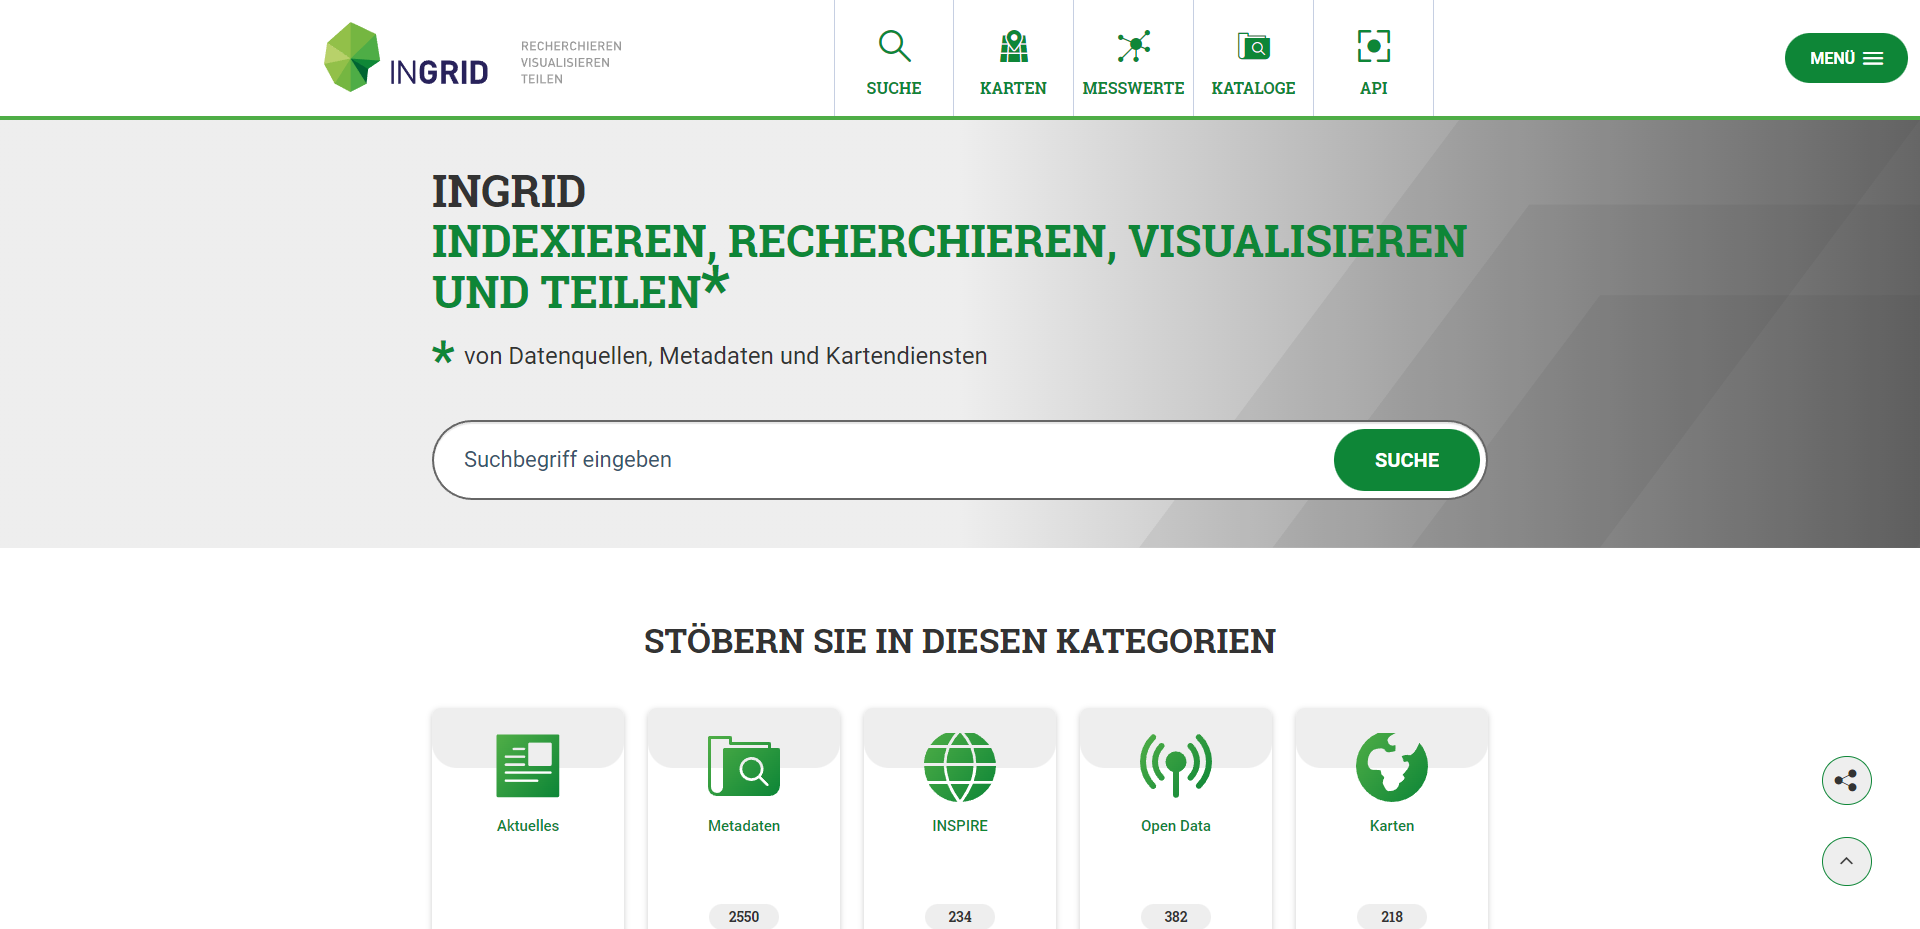 INGRID
RECHERCHIEREN
VISUALISIEREN
TEILEN
SUCHE
KARTEN
MESSWERTE
KATALOGE
API
MENÜ
INGRID
INDEXIEREN, RECHERCHIEREN, VISUALISIEREN
UND TEILEN*
* von Datenquellen, Metadaten und Kartendiensten
Suchbegriff eingeben
SUCHE
STÖBERN SIE IN DIESEN KATEGORIEN
Aktuelles
Metadaten
INSPIRE
Open Data
Karten
2550
234
382
218